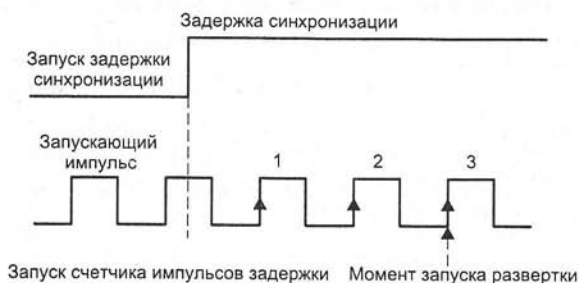 Задержка синхронизации
Запуск задержки
синхронизации
Запускающий
импульс
1
2
3
Запуск счетчика импульсов задержки
Момент запуска развертки